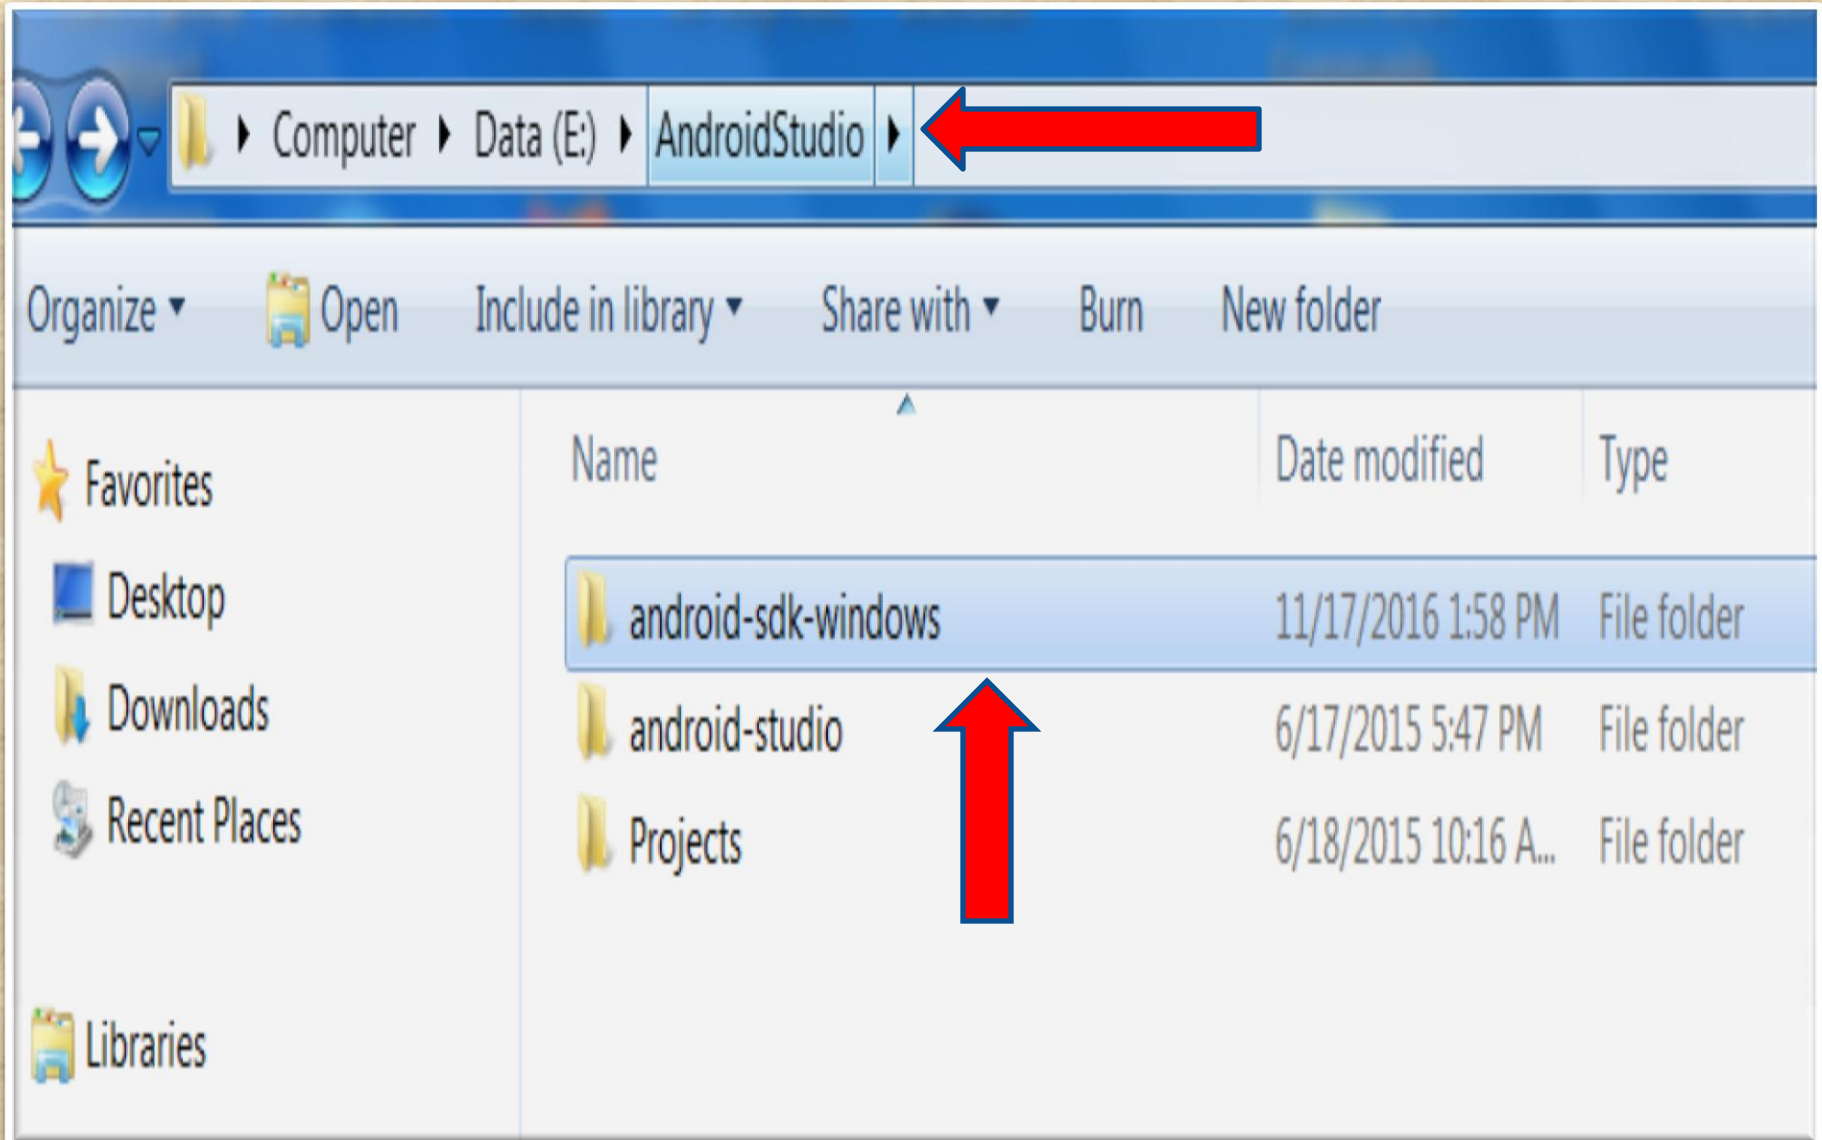 Computer Data (E:) AndroidStudio
Organize Open Include in library Share with Burn New folder
Name Date modified Type
Favorites
Desktop
Downloads
Recent Places
Libraries
android-sdk-windows 11/17/2016 1:58 PM File folder
android-studio 6/17/2015 5:47 PM File folder
Projects 6/18/2015 10:16 A... File folder